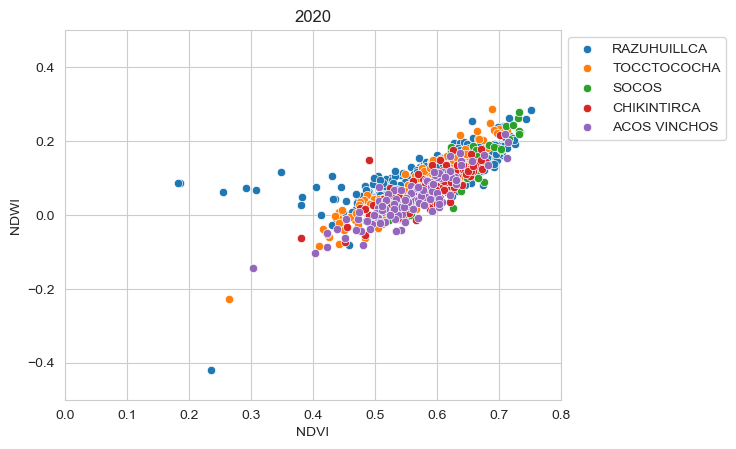 2020
RAZUHUILLCA
TOCCTOCOCHA
SOCOS
CHIKINTIRCA
ACOS VINCHOS
0.4
0.2
0.0
−0.2
−0.4
NDWI
0.0 0.1 0.2 0.3 0.4 0.5 0.6 0.7 0.8
NDVI